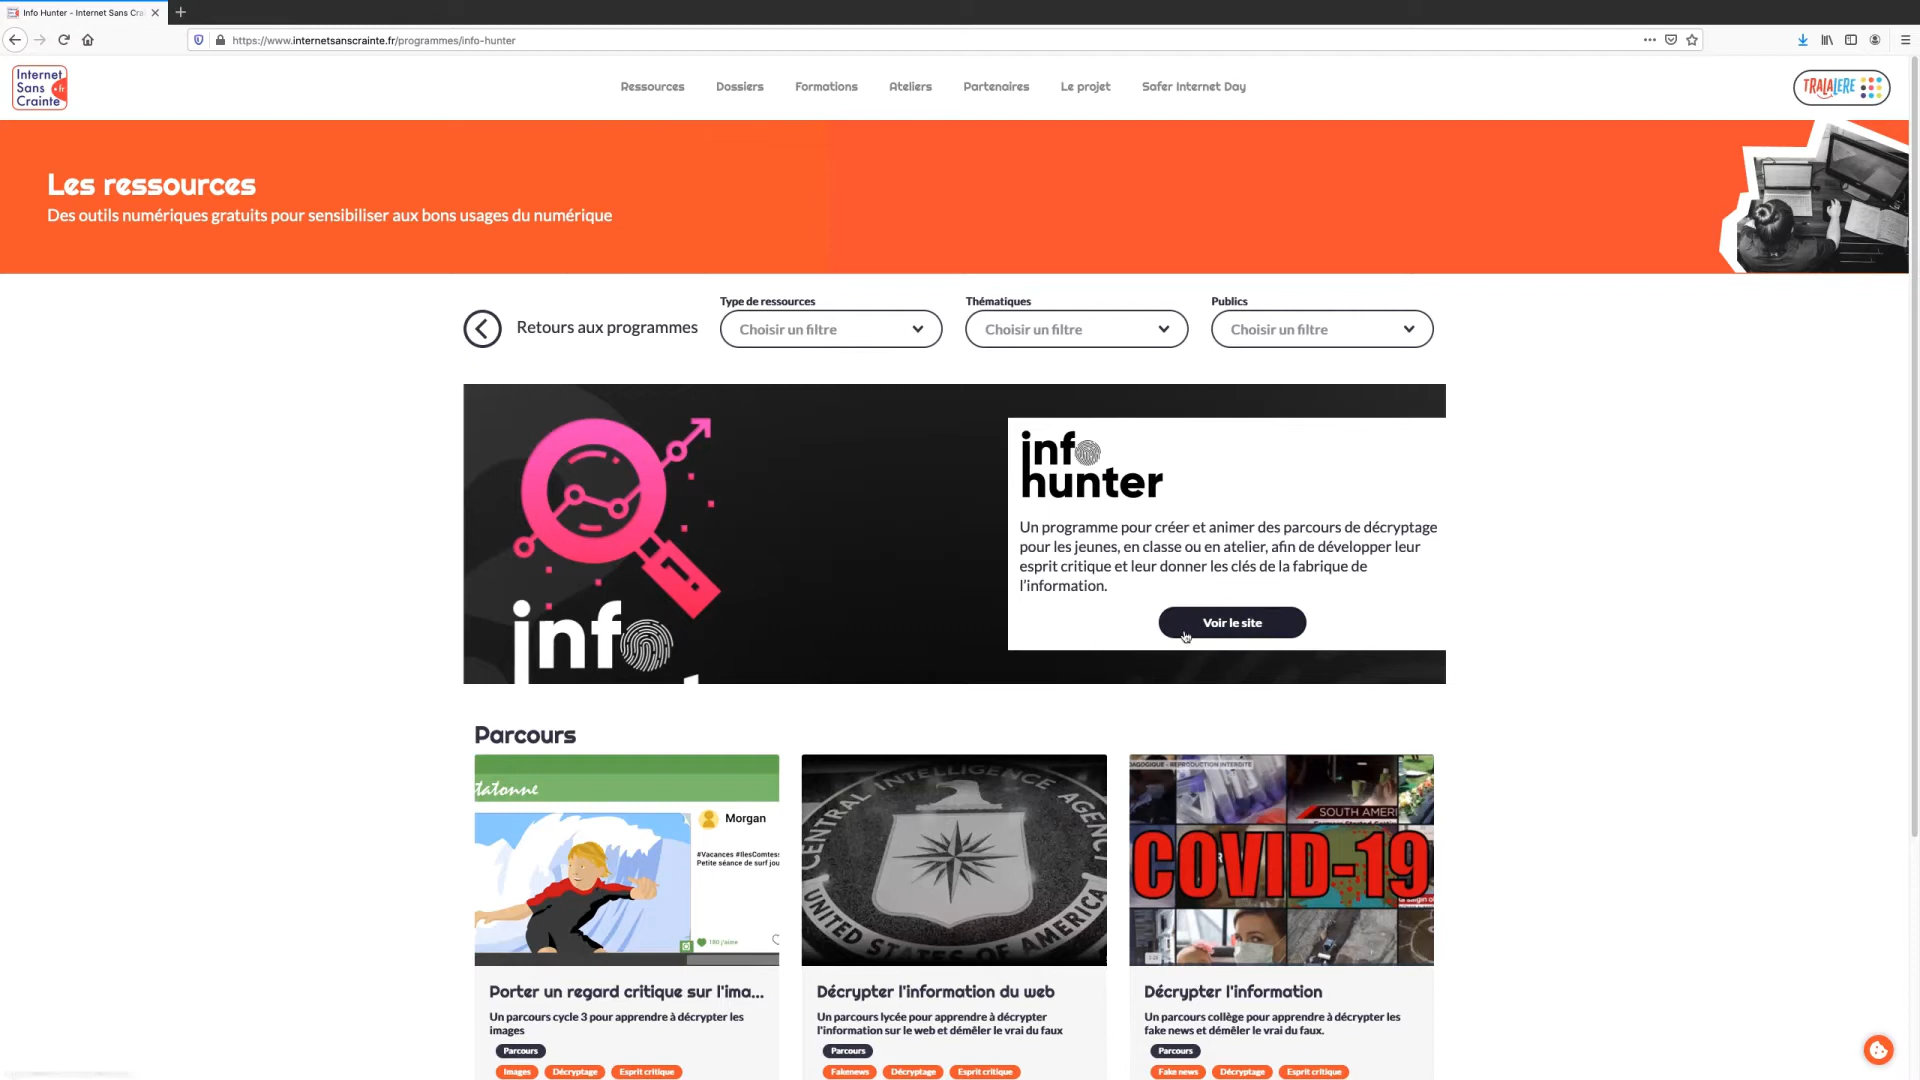 Info Hunter - Internet Sans Cra
https://www.internetsanscrainte.fr/programmes/info-hunter
Internet
Sans
.fr
Crainte
Ressources
Dossiers
Formations
Ateliers
Partenaires
Le projet
Safer Internet Day
TRALALERE
Les ressources
Des outils numériques gratuits pour sensibiliser aux bons usages du numérique
Retours aux programmes
Type de ressources
Choisir un filtre
Thématiques
Choisir un filtre
Publics
Choisir un filtre
info
info
hunter
Un programme pour créer et animer des parcours de décryptage
pour les jeunes, en classe ou en atelier, afin de développer leur
esprit critique et leur donner les clés de la fabrique de
l'information.
Voir le site
Parcours
tatonne
Morgan
#Vacances #IlesComtes
Petite séance de surf jou
180 j'aime
CENTRAL INTELLIGENCE AGENCY
UNITED STATES OF AMERICA
DAGOGIQUE - REPRODUCTION INTERDITE
SOUTH AMERI
COVID-19
Porter un regard critique sur l'ima...
Un parcours cycle 3 pour apprendre à décrypter les
images
Parcours
Images
Décryptage
Esprit critique
Décrypter l'information du web
Un parcours lycée pour apprendre à décrypter
l'information sur le web et démêler le vrai du faux
Parcours
Fakenews
Décryptage
Esprit critique
Décrypter l'information
Un parcours collège pour apprendre à décrypter les
fake news et démêler le vrai du faux.
Parcours
Fake news
Décryptage
Esprit critique